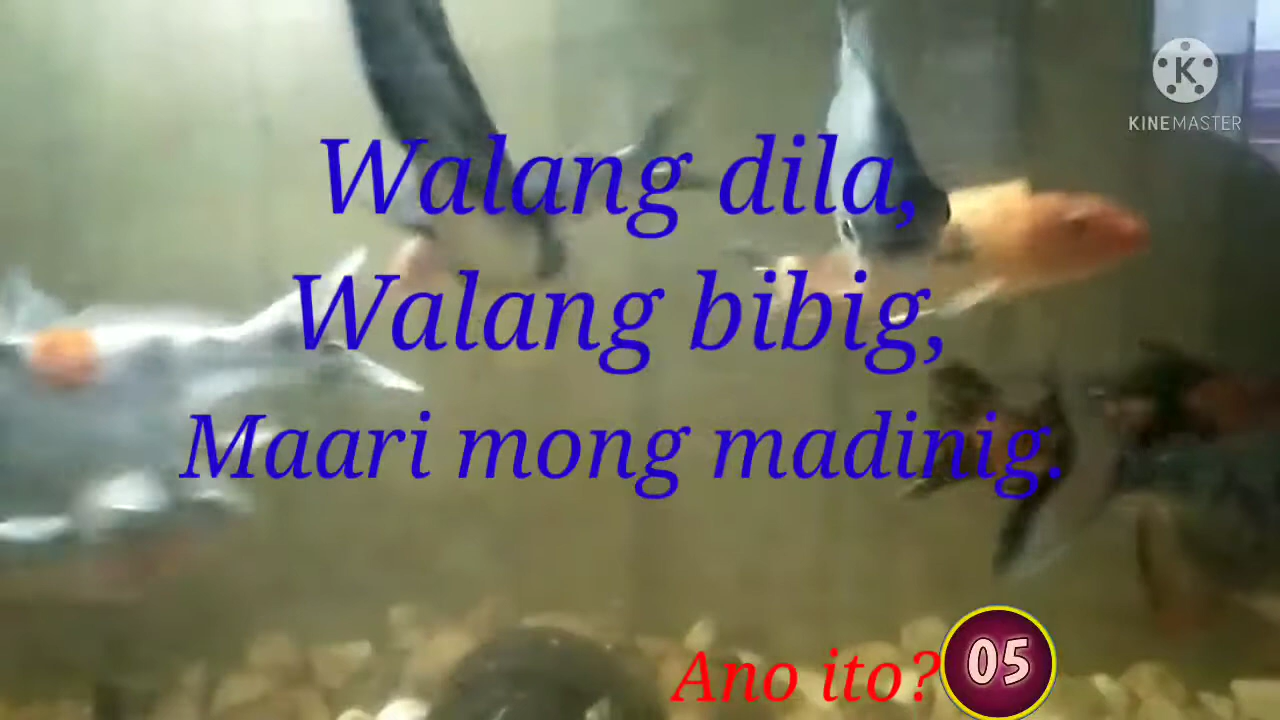 KINEMASTER
Walang dila,
Walang bibig,
Maari mong madinig.
Ano ito?
05